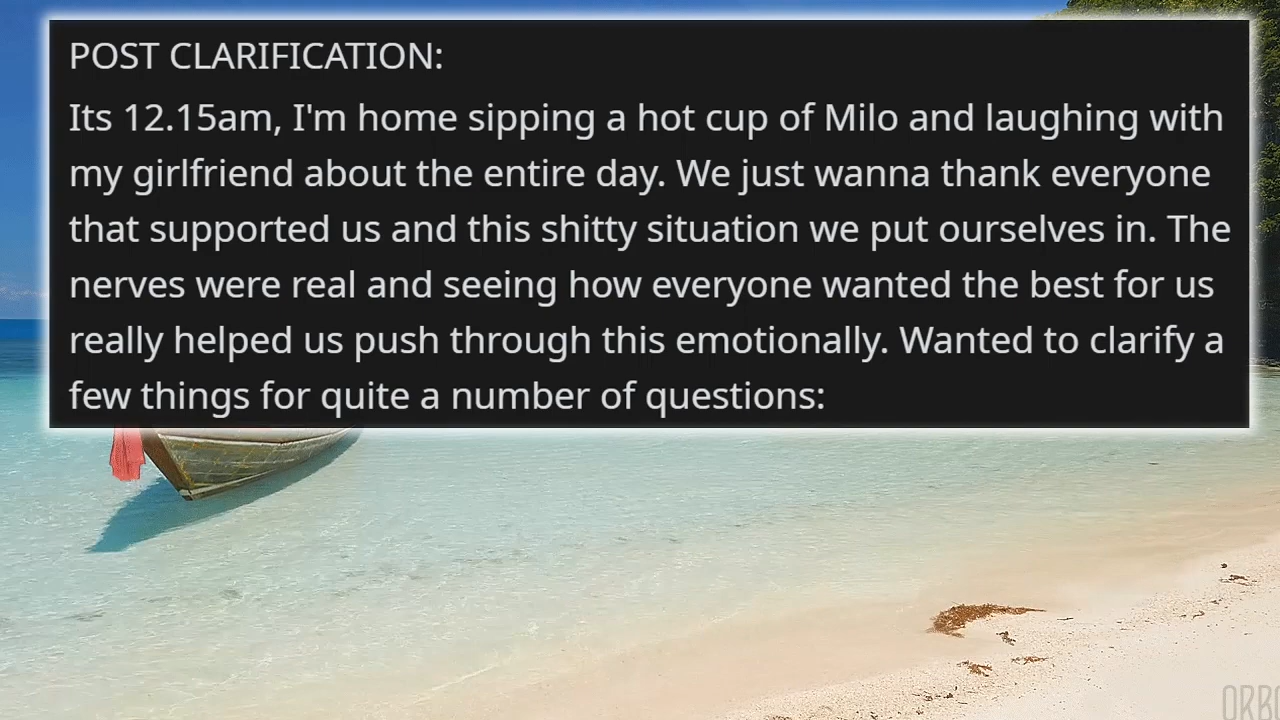 POST CLARIFICATION:
Its 12.15am, I'm home sipping a hot cup of Milo and laughing with
my girlfriend about the entire day. We just wanna thank everyone
that supported us and this shitty situation we put ourselves in. The
nerves were real and seeing how everyone wanted the best for us
really helped us push through this emotionally. Wanted to clarify a
few things for quite a number of questions: